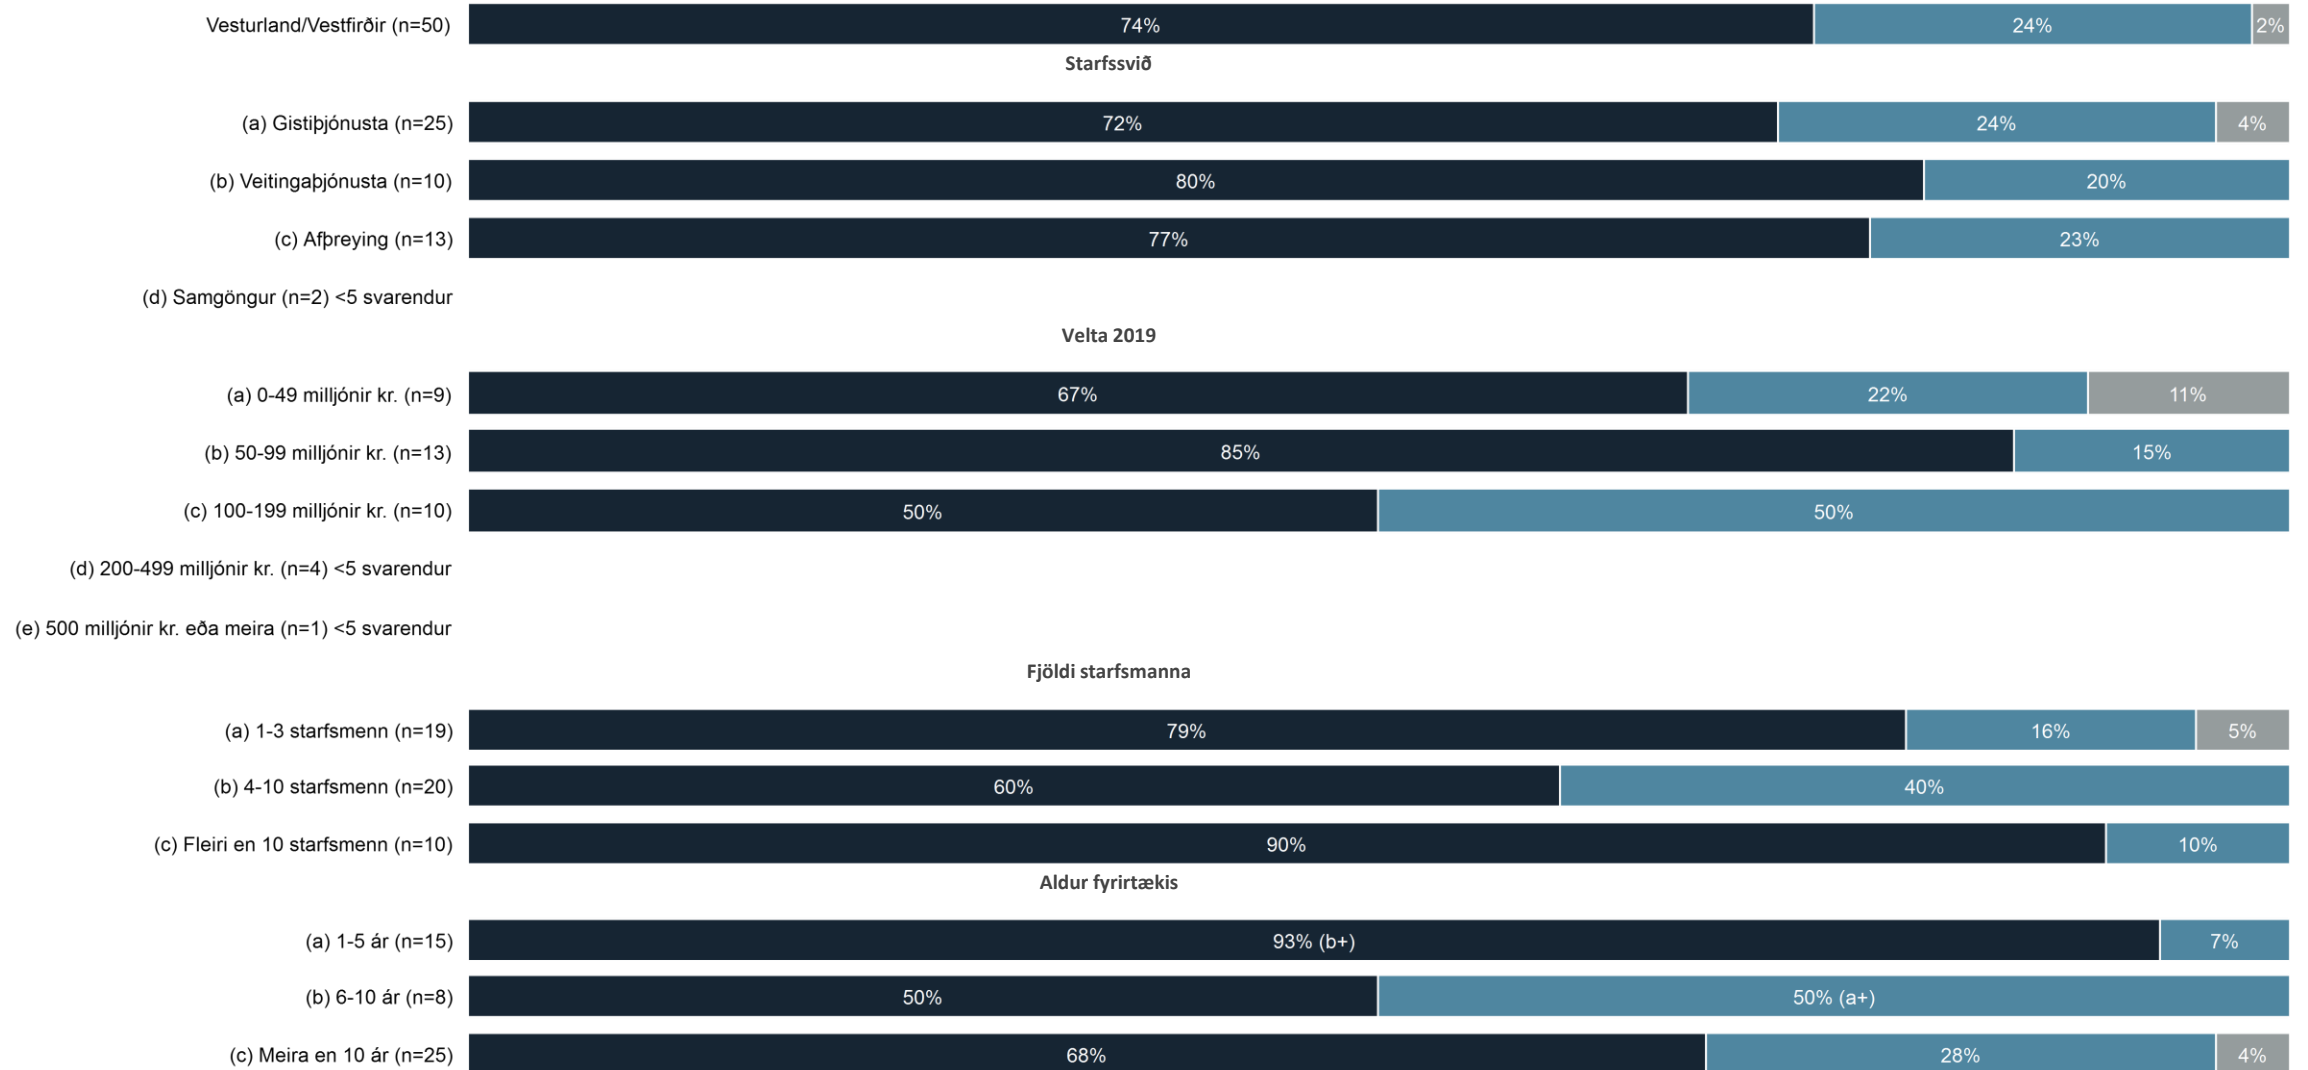 Vesturland/Vestfirðir (n=50) 74% 24% 2%
Starfssvið
(a) Gistiþjónusta (n=25) 72% 24% 4%
(b) Veitingaþjónusta (n=10) 80% 20%
(c) Afþreying (n=13) 77% 23%
(d) Samgöngur (n=2) <5 svarendur
Velta 2019
(a) 0-49 milljónir kr. (n=9) 67% 22% 11%
(b) 50-99 milljónir kr. (n=13) 85% 15%
(c) 100-199 milljónir kr. (n=10) 50% 50%
(d) 200-499 milljónir kr. (n=4) <5 svarendur
(e) 500 milljónir kr. eða meira (n=1) <5 svarendur
Fjöldi starfsmanna
(a) 1-3 starfsmenn (n=19) 79% 16% 5%
(b) 4-10 starfsmenn (n=20) 60% 40%
(c) Fleiri en 10 starfsmenn (n=10) 90% 10%
Aldur fyrirtækis
(a) 1-5 ár (n=15) 93% (b+) 7%
(b) 6-10 ár (n=8) 50% 50% (a+)
(c) Meira en 10 ár (n=25) 68% 28% 4%